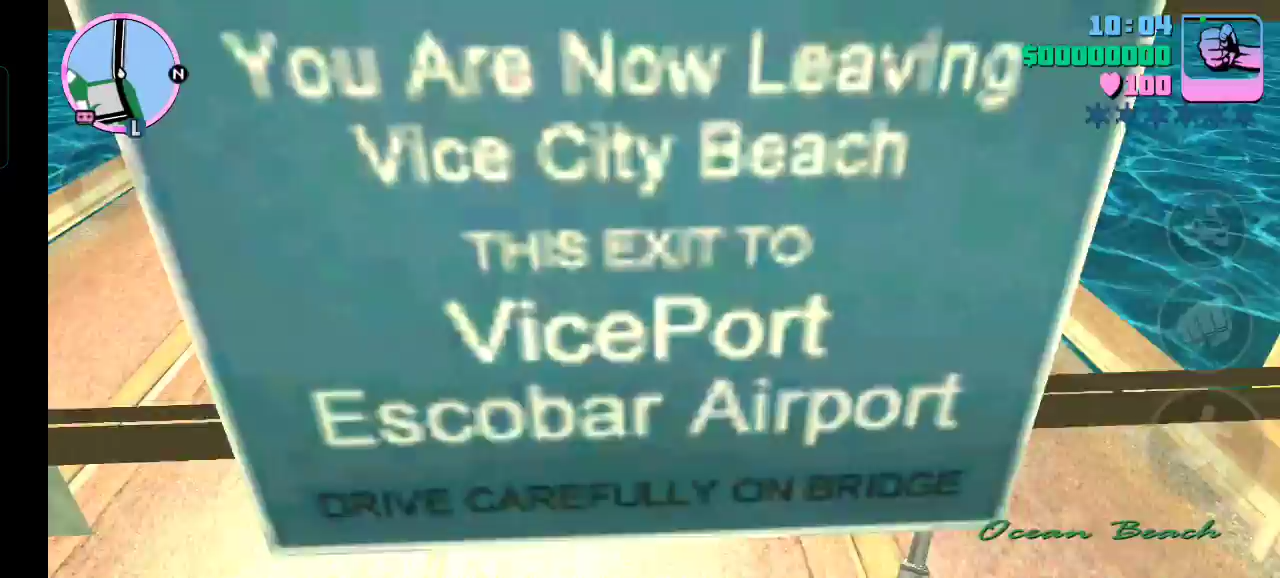 10:04
$00000000
100
N
L
You Are Now Leaving
Vice City Beach
THIS EXIT TO
VicePort
Escobar Airport
DRIVE CAREFULLY ON BRIDGE
Ocean Beach